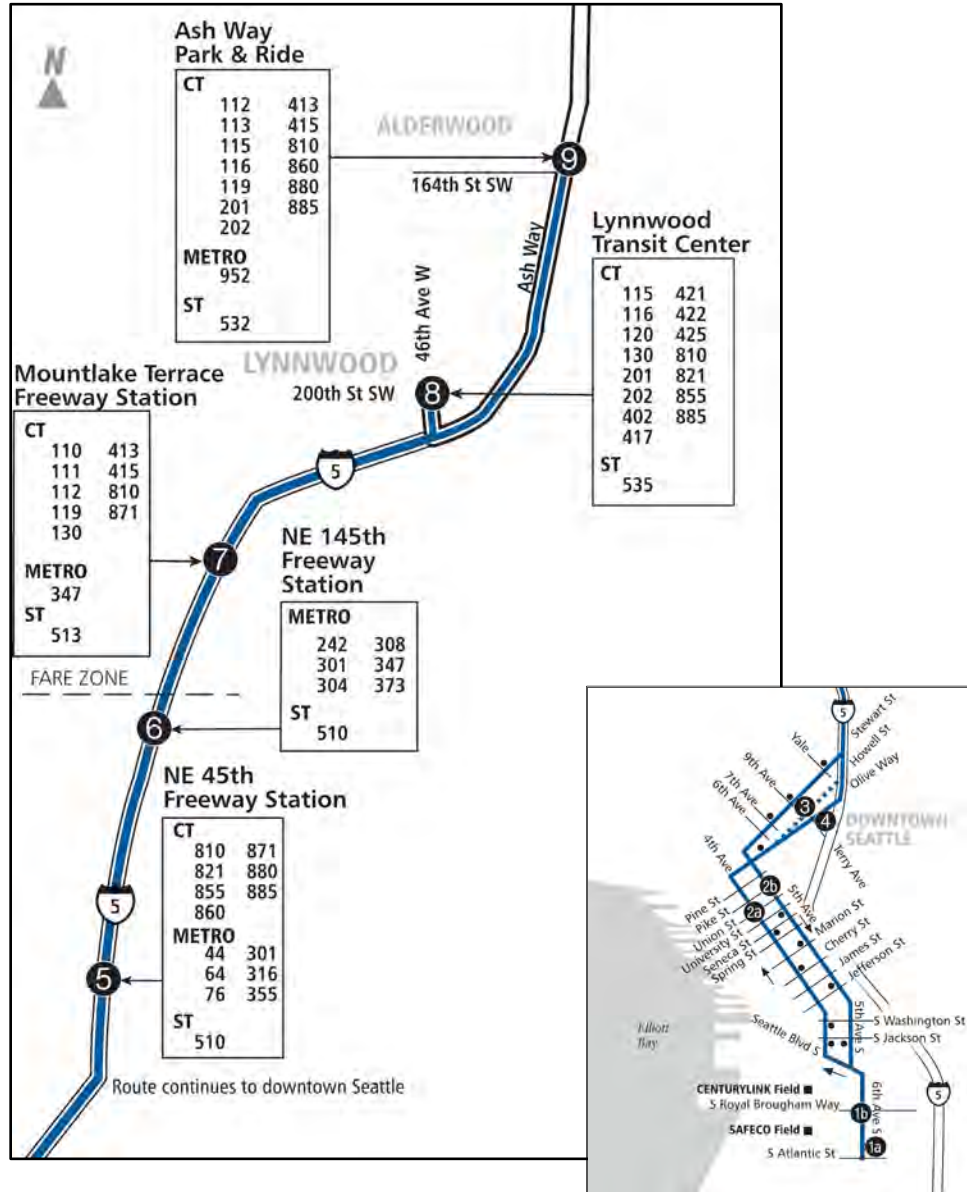 N
Ash Way
Park & Ride
CT
112 413
113 415
115 810
116 860
119 880
201 885
202
METRO
952
ST
532
ALDERWOOD
9
164th St SW
Ash Way
Lynnwood
Transit Center
CT
115 421
116 422
120 425
130 810
201 821
202 855
402 885
417
ST
535
46th Ave W
LYNNWOOD
200th St SW
8
5
Mountlake Terrace
Freeway Station
CT
110 413
111 415
112 810
119 871
130
METRO
347
ST
513
7
NE 145th
Freeway
Station
METRO
242 308
301 347
304 373
ST
510
FARE ZONE
6
NE 45th
Freeway Station
CT
810 871
821 880
855 885
860
METRO
44 301
64 316
76 355
ST
510
5
5
Route continues to downtown Seattle
5
Stewart St
Howell St
Olive Way
Yale
9th Ave
7th Ave
6th Ave
3
4
DOWNTOWN
SEATTLE
Terry Ave
4th Ave
2b
2a
5th Ave
Pine St
Pike St
Union St
University St
Seneca St
Spring St
Marion St
Cherry St
James St
Jefferson St
5th Ave S
Seattle Blvd S
S Washington St
S Jackson St
Elliott
Bay
CENTURYLINK Field
S Royal Brougham Way
1b
6th Ave S
5
SAFECO Field
1a
S Atlantic St